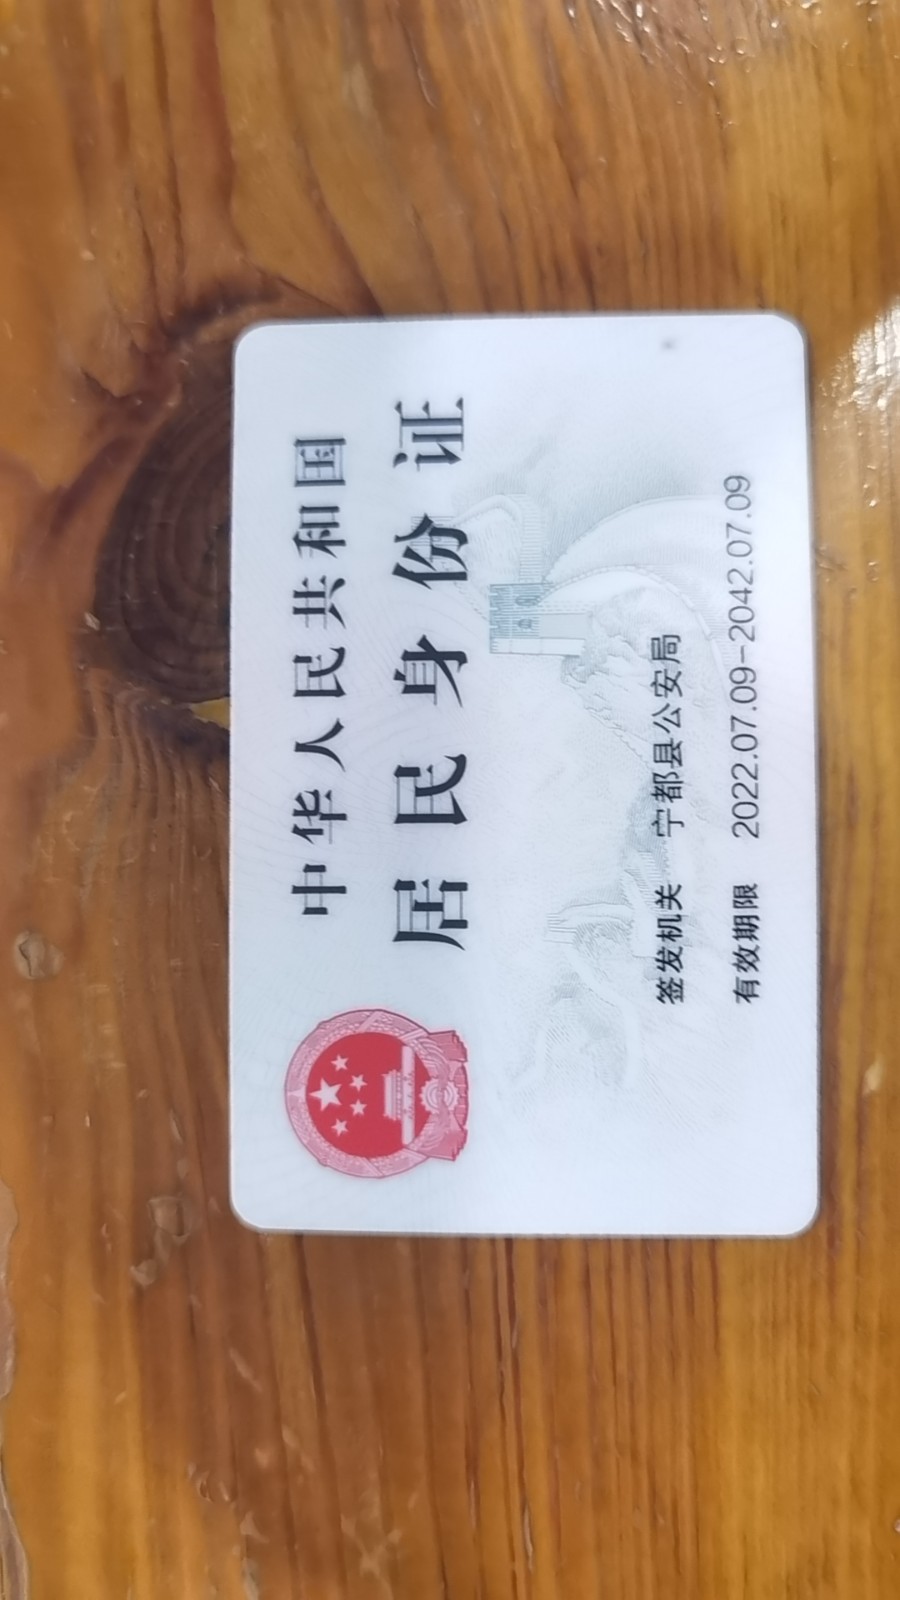 中华人民共和国
居民身份证
签发机关 宁都县公安局
有效期限 2022.07.09-2042.07.09